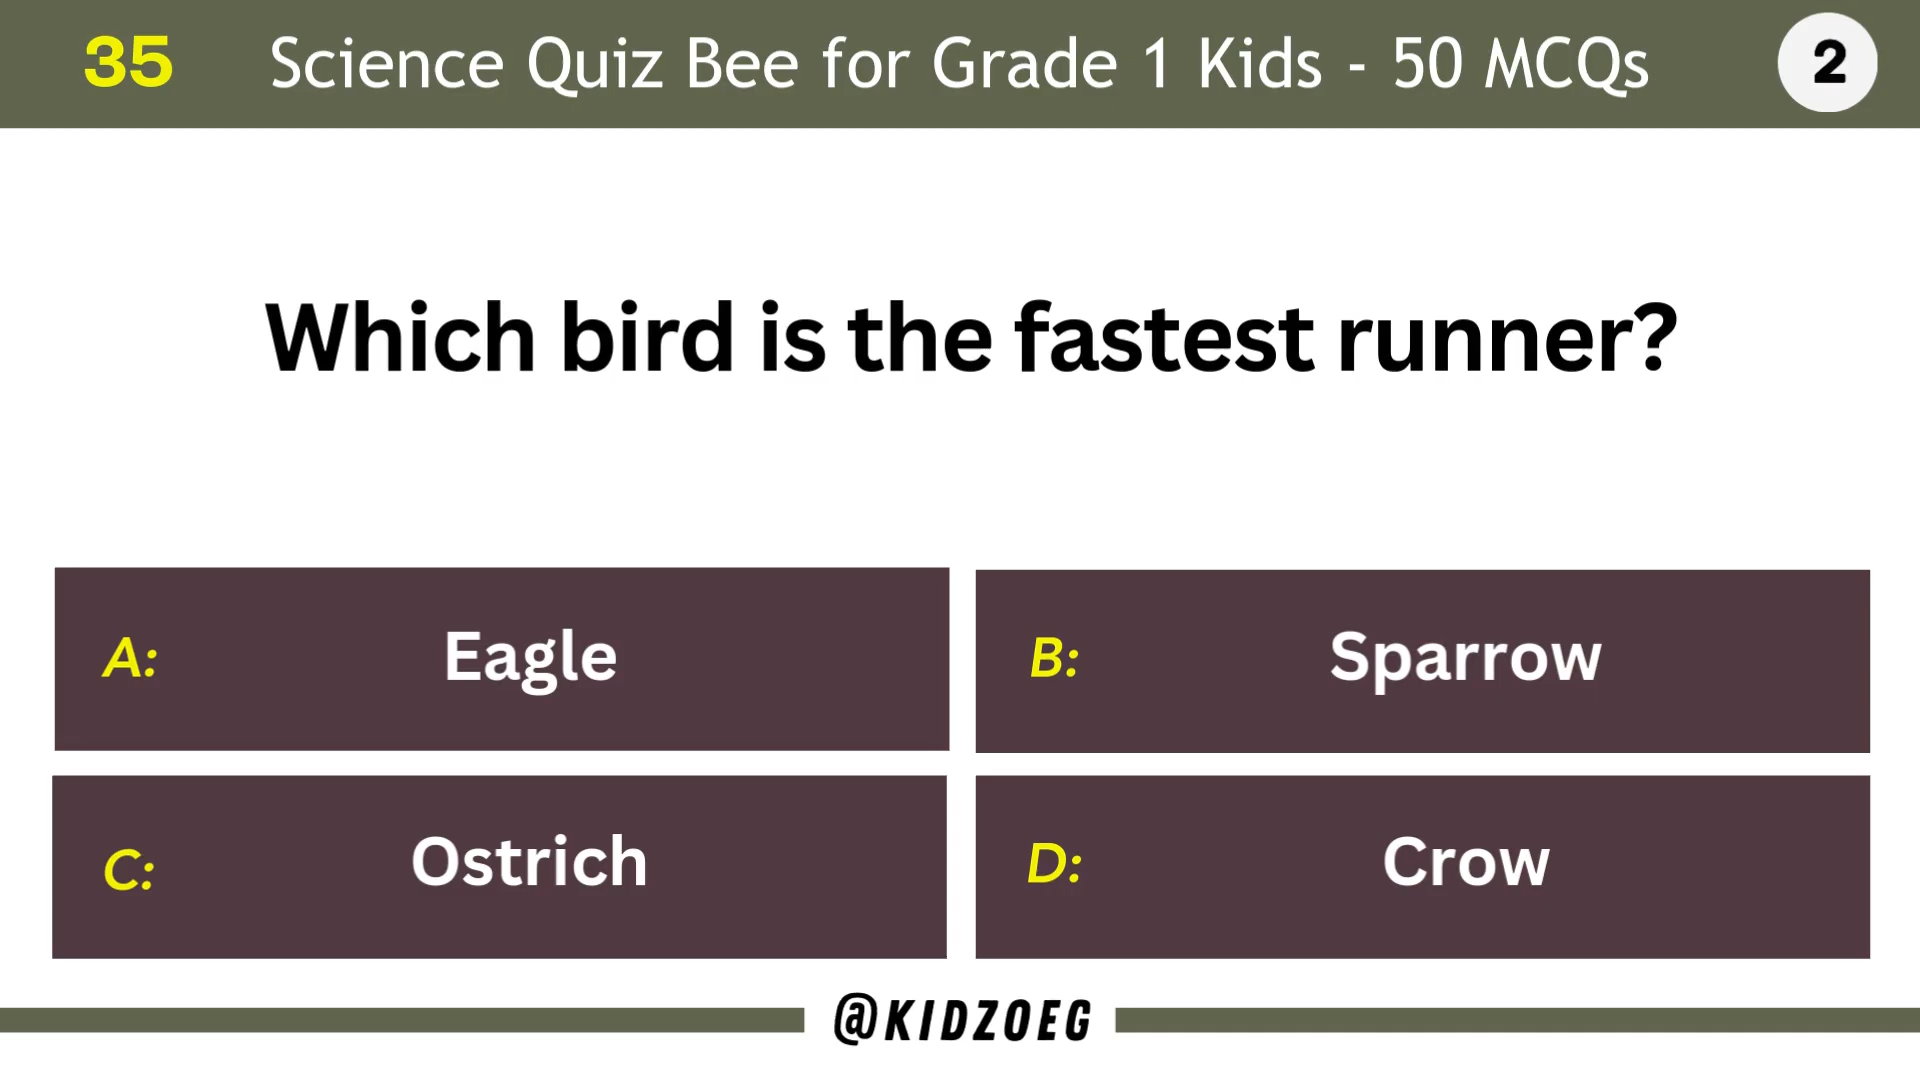 35 Science Quiz Bee for Grade 1 Kids - 50 MCQs 2
Which bird is the fastest runner?
A: Eagle
B: Sparrow
C: Ostrich
D: Crow
@KIDZOEG